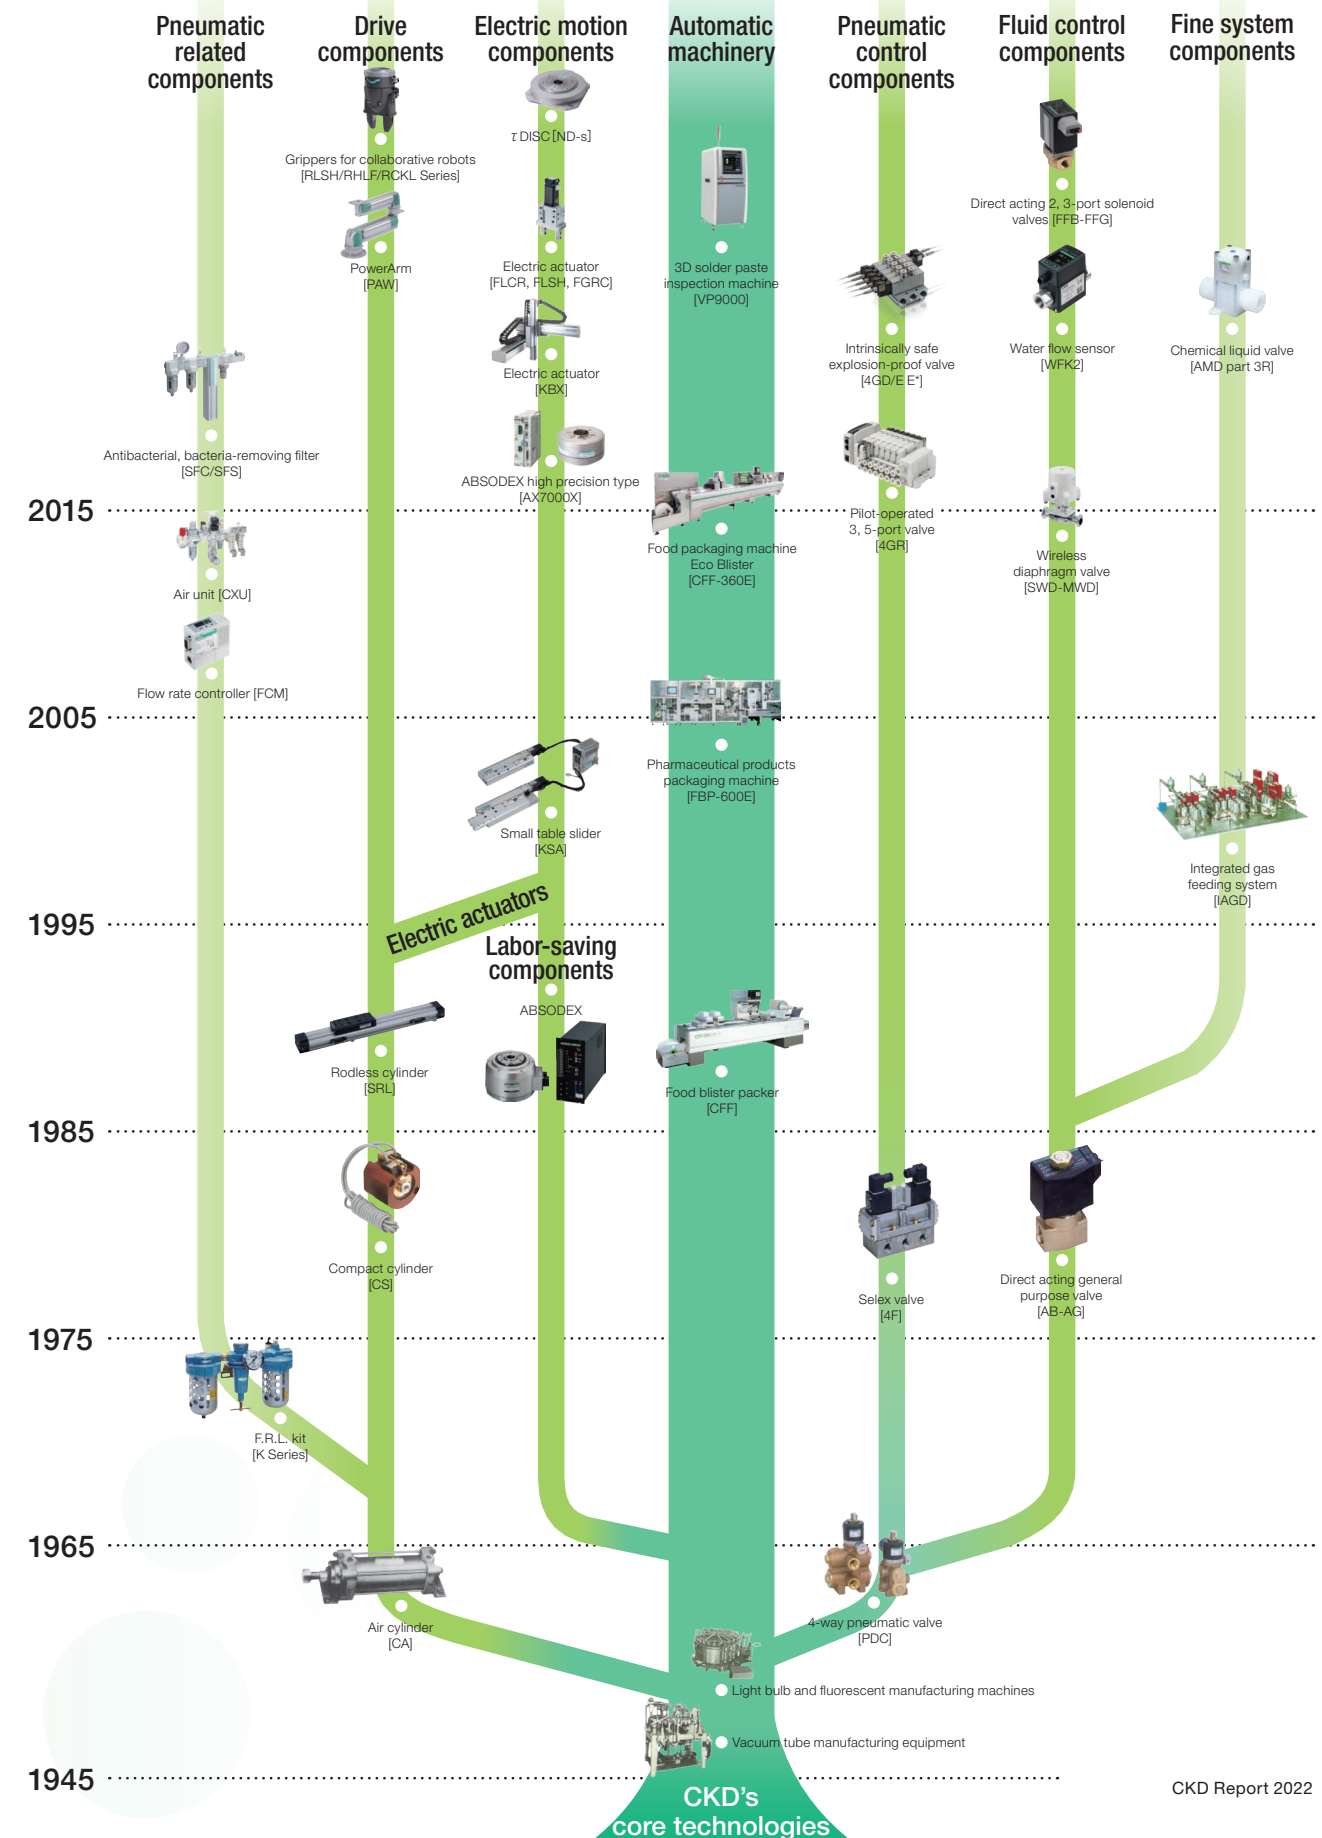 Pneumatic
related
components
Drive
components
Electric motion
components
Automatic
machinery
Pneumatic
control
components
Fluid control
components
Fine system
components
τ DISC [ND-s]
Grippers for collaborative robots
[RLSH/RHLF/RCKL Series]
Direct acting 2, 3-port solenoid
valves [FFB-FFG]
PowerArm
[PAW]
Electric actuator
[FLCR, FLSH, FGRC]
3D solder paste
inspection machine
[VP9000]
Intrinsically safe
explosion-proof valve
[4GD/E E*]
Water flow sensor
[WFK2]
Chemical liquid valve
[AMD part 3R]
Electric actuator
[KBX]
Antibacterial, bacteria-removing filter
[SFC/SFS]
ABSODEX high precision type
[AX7000X]
2015
Pilot-operated
3, 5-port valve
[4GR]
Food packaging machine
Eco Blister
[CFF-360E]
Wireless
diaphragm valve
[SWD-MWD]
Air unit [CXU]
Flow rate controller [FCM]
2005
Pharmaceutical products
packaging machine
[FBP-600E]
Small table slider
[KSA]
Integrated gas
feeding system
[IAGD]
1995
Electric actuators
Labor-saving
components
ABSODEX
Rodless cylinder
[SRL]
Food blister packer
[CFF]
1985
Compact cylinder
[CS]
Selex valve
[4F]
Direct acting general
purpose valve
[AB-AG]
1975
F.R.L. kit
[K Series]
1965
Air cylinder
[CA]
4-way pneumatic valve
[PDC]
Light bulb and fluorescent manufacturing machines
Vacuum tube manufacturing equipment
1945
CKD's
core technologies
CKD Report 2022